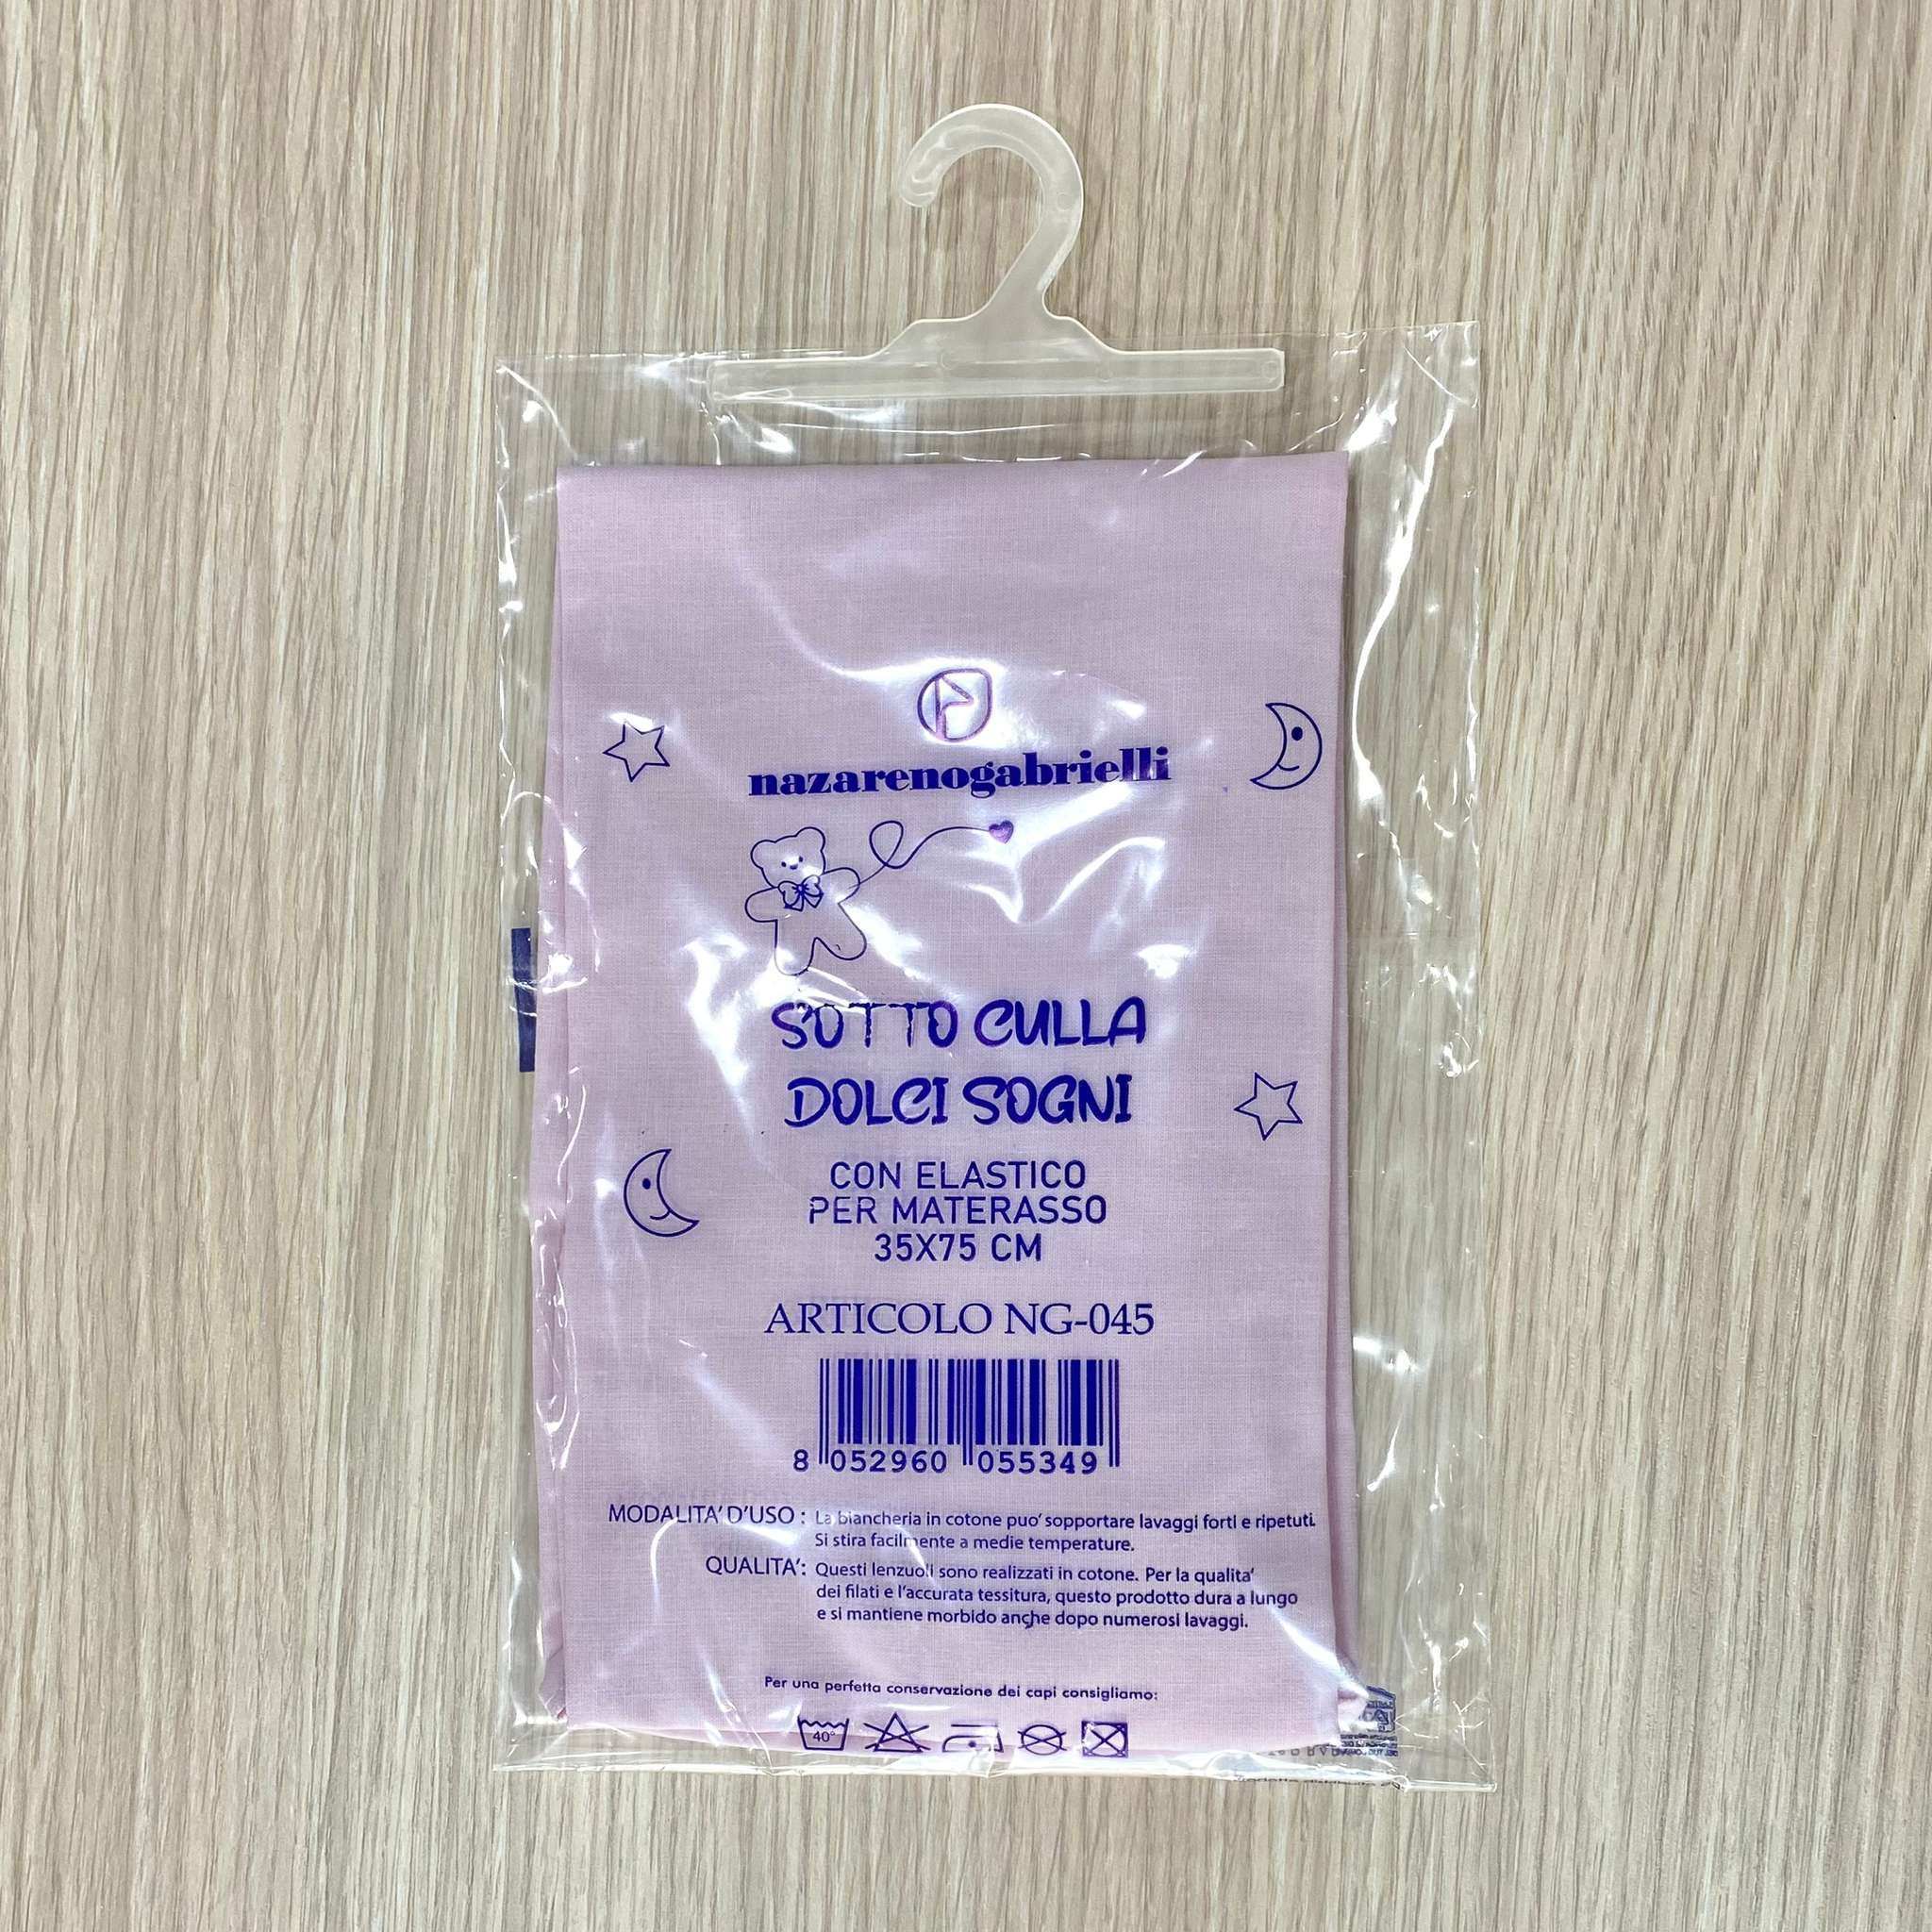 nazarenogabrielli
SOTTO CULLA
DOLCI SOGNI
CON ELASTICO
PER MATERASSO
35X75 CM
ARTICOLO NG-045
8 052960 055349
MODALITA' D'USO : La biancheria in cotone puo' sopportare lavaggi forti e ripetuti.
Si stira facilmente a medie temperature.
QUALITA': Questi lenzuoli sono realizzati in cotone. Per la qualita'
dei filati e l'accurata tessitura, questo prodotto dura a lungo
e si mantiene morbido anche dopo numerosi lavaggi.
Per una perfetta conservazione dei capi consigliamo:
40°